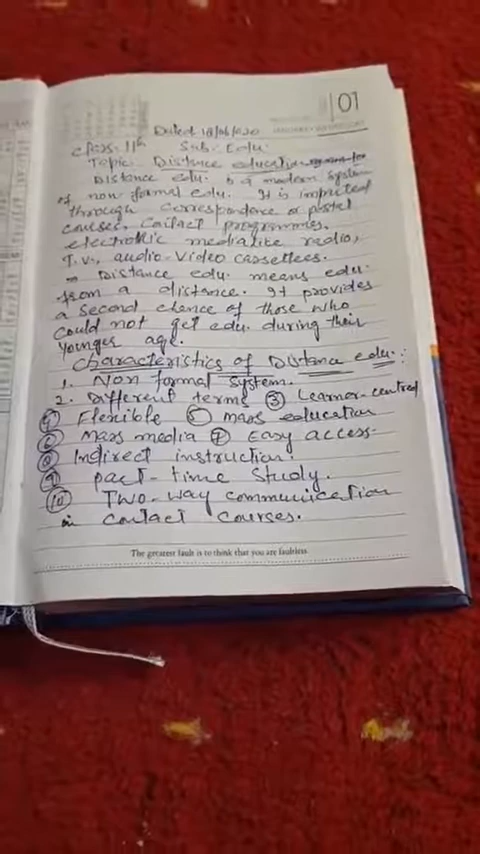 01
Dated 18/06/2020
Class: 11th Sub: Edu.
Topic: Distance education
Distance edu. is a modern system
of non formal edu. It is imparted
through correspondence or postal
courses, contact programmes,
electronic media like radio,
T.V., audio-video cassettees.
Distance edu. means edu.
from a distance. It provides
a second chance of those who
could not get edu. during their
younger age.
Characteristics of Distance edu.:
1. Non formal system.
2. Different terms ③ Learner-centred
④ Flexible ⑤ Mass education
⑥ Mass media ⑦ Easy access.
⑧ Indirect instruction.
⑨ part-time Study.
⑩ Two-way communication
in contact courses.
The greatest fault is to think that you are faultless.